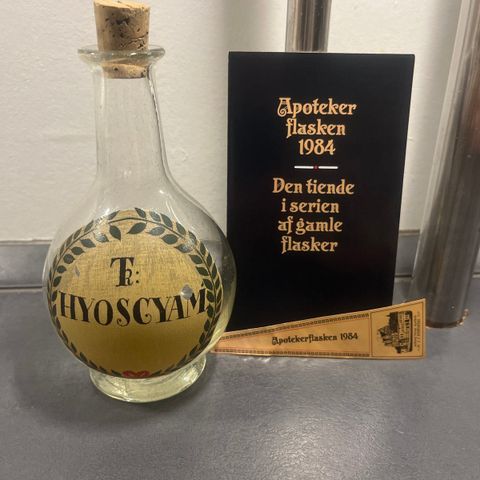 TR:
HYOSCYAM
Apoteker
flasken
1984
Den tiende
i serien
af gamle
flasker
Apotekerflasken 1984